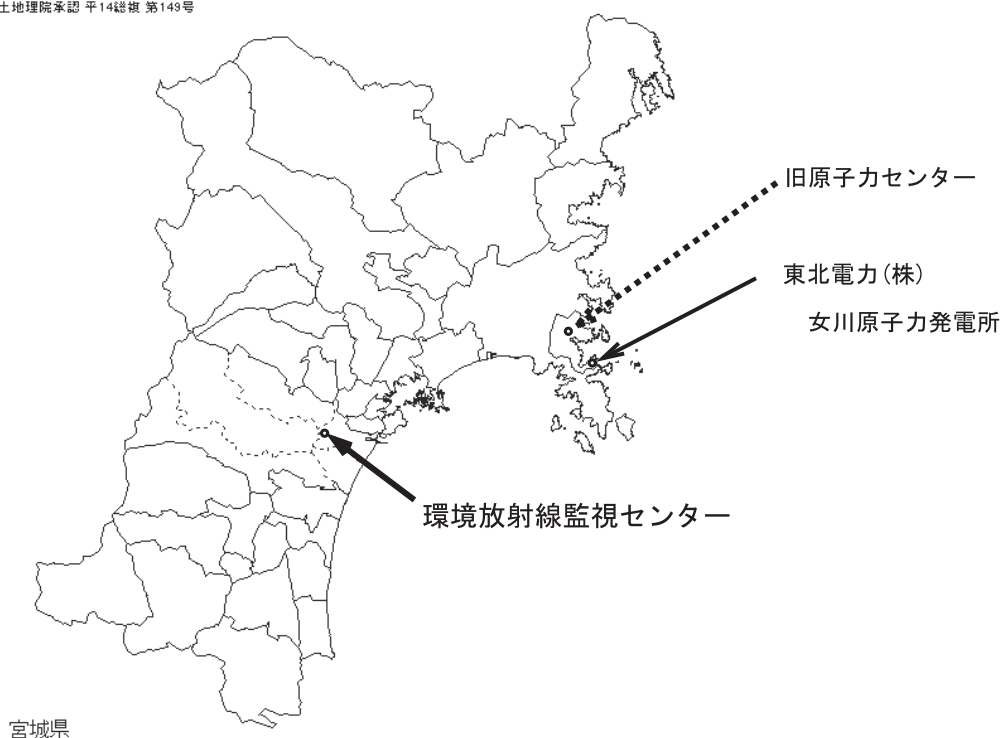 土地理院承認 平14総複 第149号
旧原子力センター
東北電力(株)
女川原子力発電所
環境放射線監視センター
宮城県